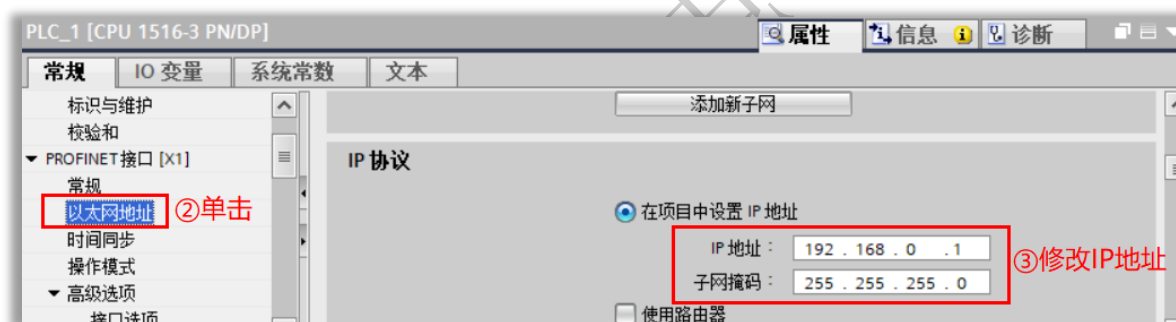 PLC_1 [CPU 1516-3 PN/DP]
属性 信息 诊断
常规 IO 变量 系统常数 文本
标识与维护
添加新子网
校验和
PROFINET接口 [X1]
IP 协议
常规
以太网地址 ②单击
在项目中设置 IP 地址
时间同步
IP 地址： 192 . 168 . 0 . 1
③修改IP地址
操作模式
子网掩码： 255 . 255 . 255 . 0
高级选项
使用路由器
接口选项